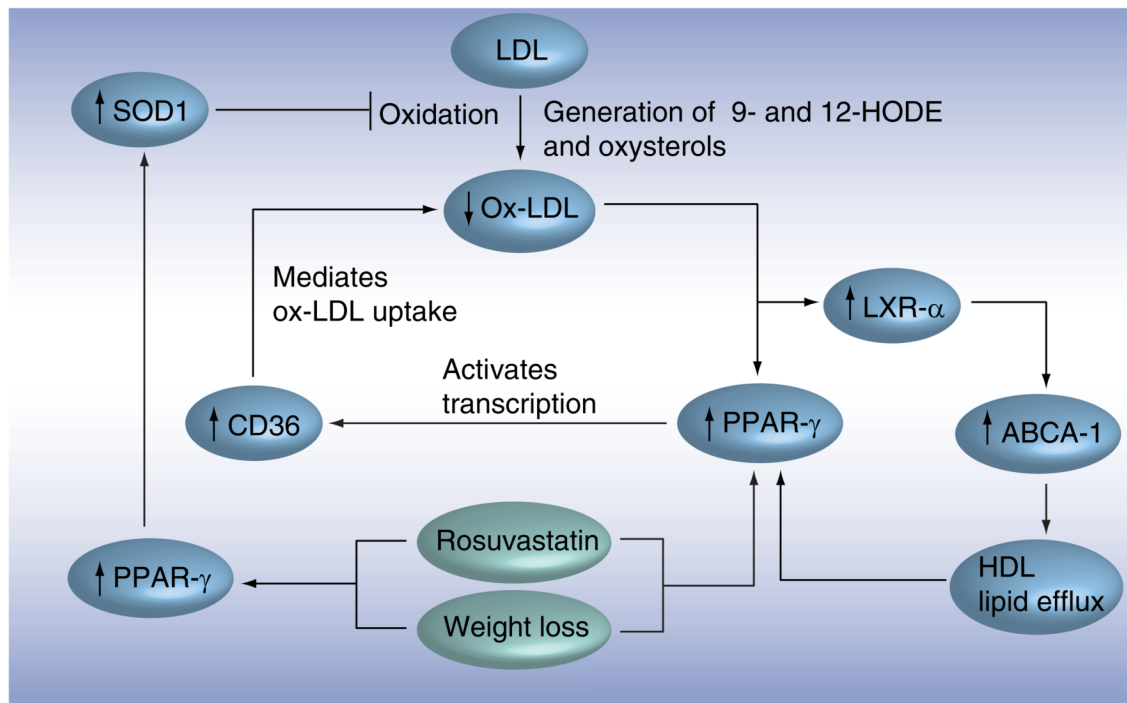 LDL
↑ SOD1
Oxidation
Generation of 9- and 12-HODE
and oxysterols
↓ Ox-LDL
Mediates
ox-LDL uptake
↑ LXR-α
Activates
transcription
↑ CD36
↑ PPAR-γ
↑ ABCA-1
Rosuvastatin
↑ PPAR-γ
HDL
lipid efflux
Weight loss